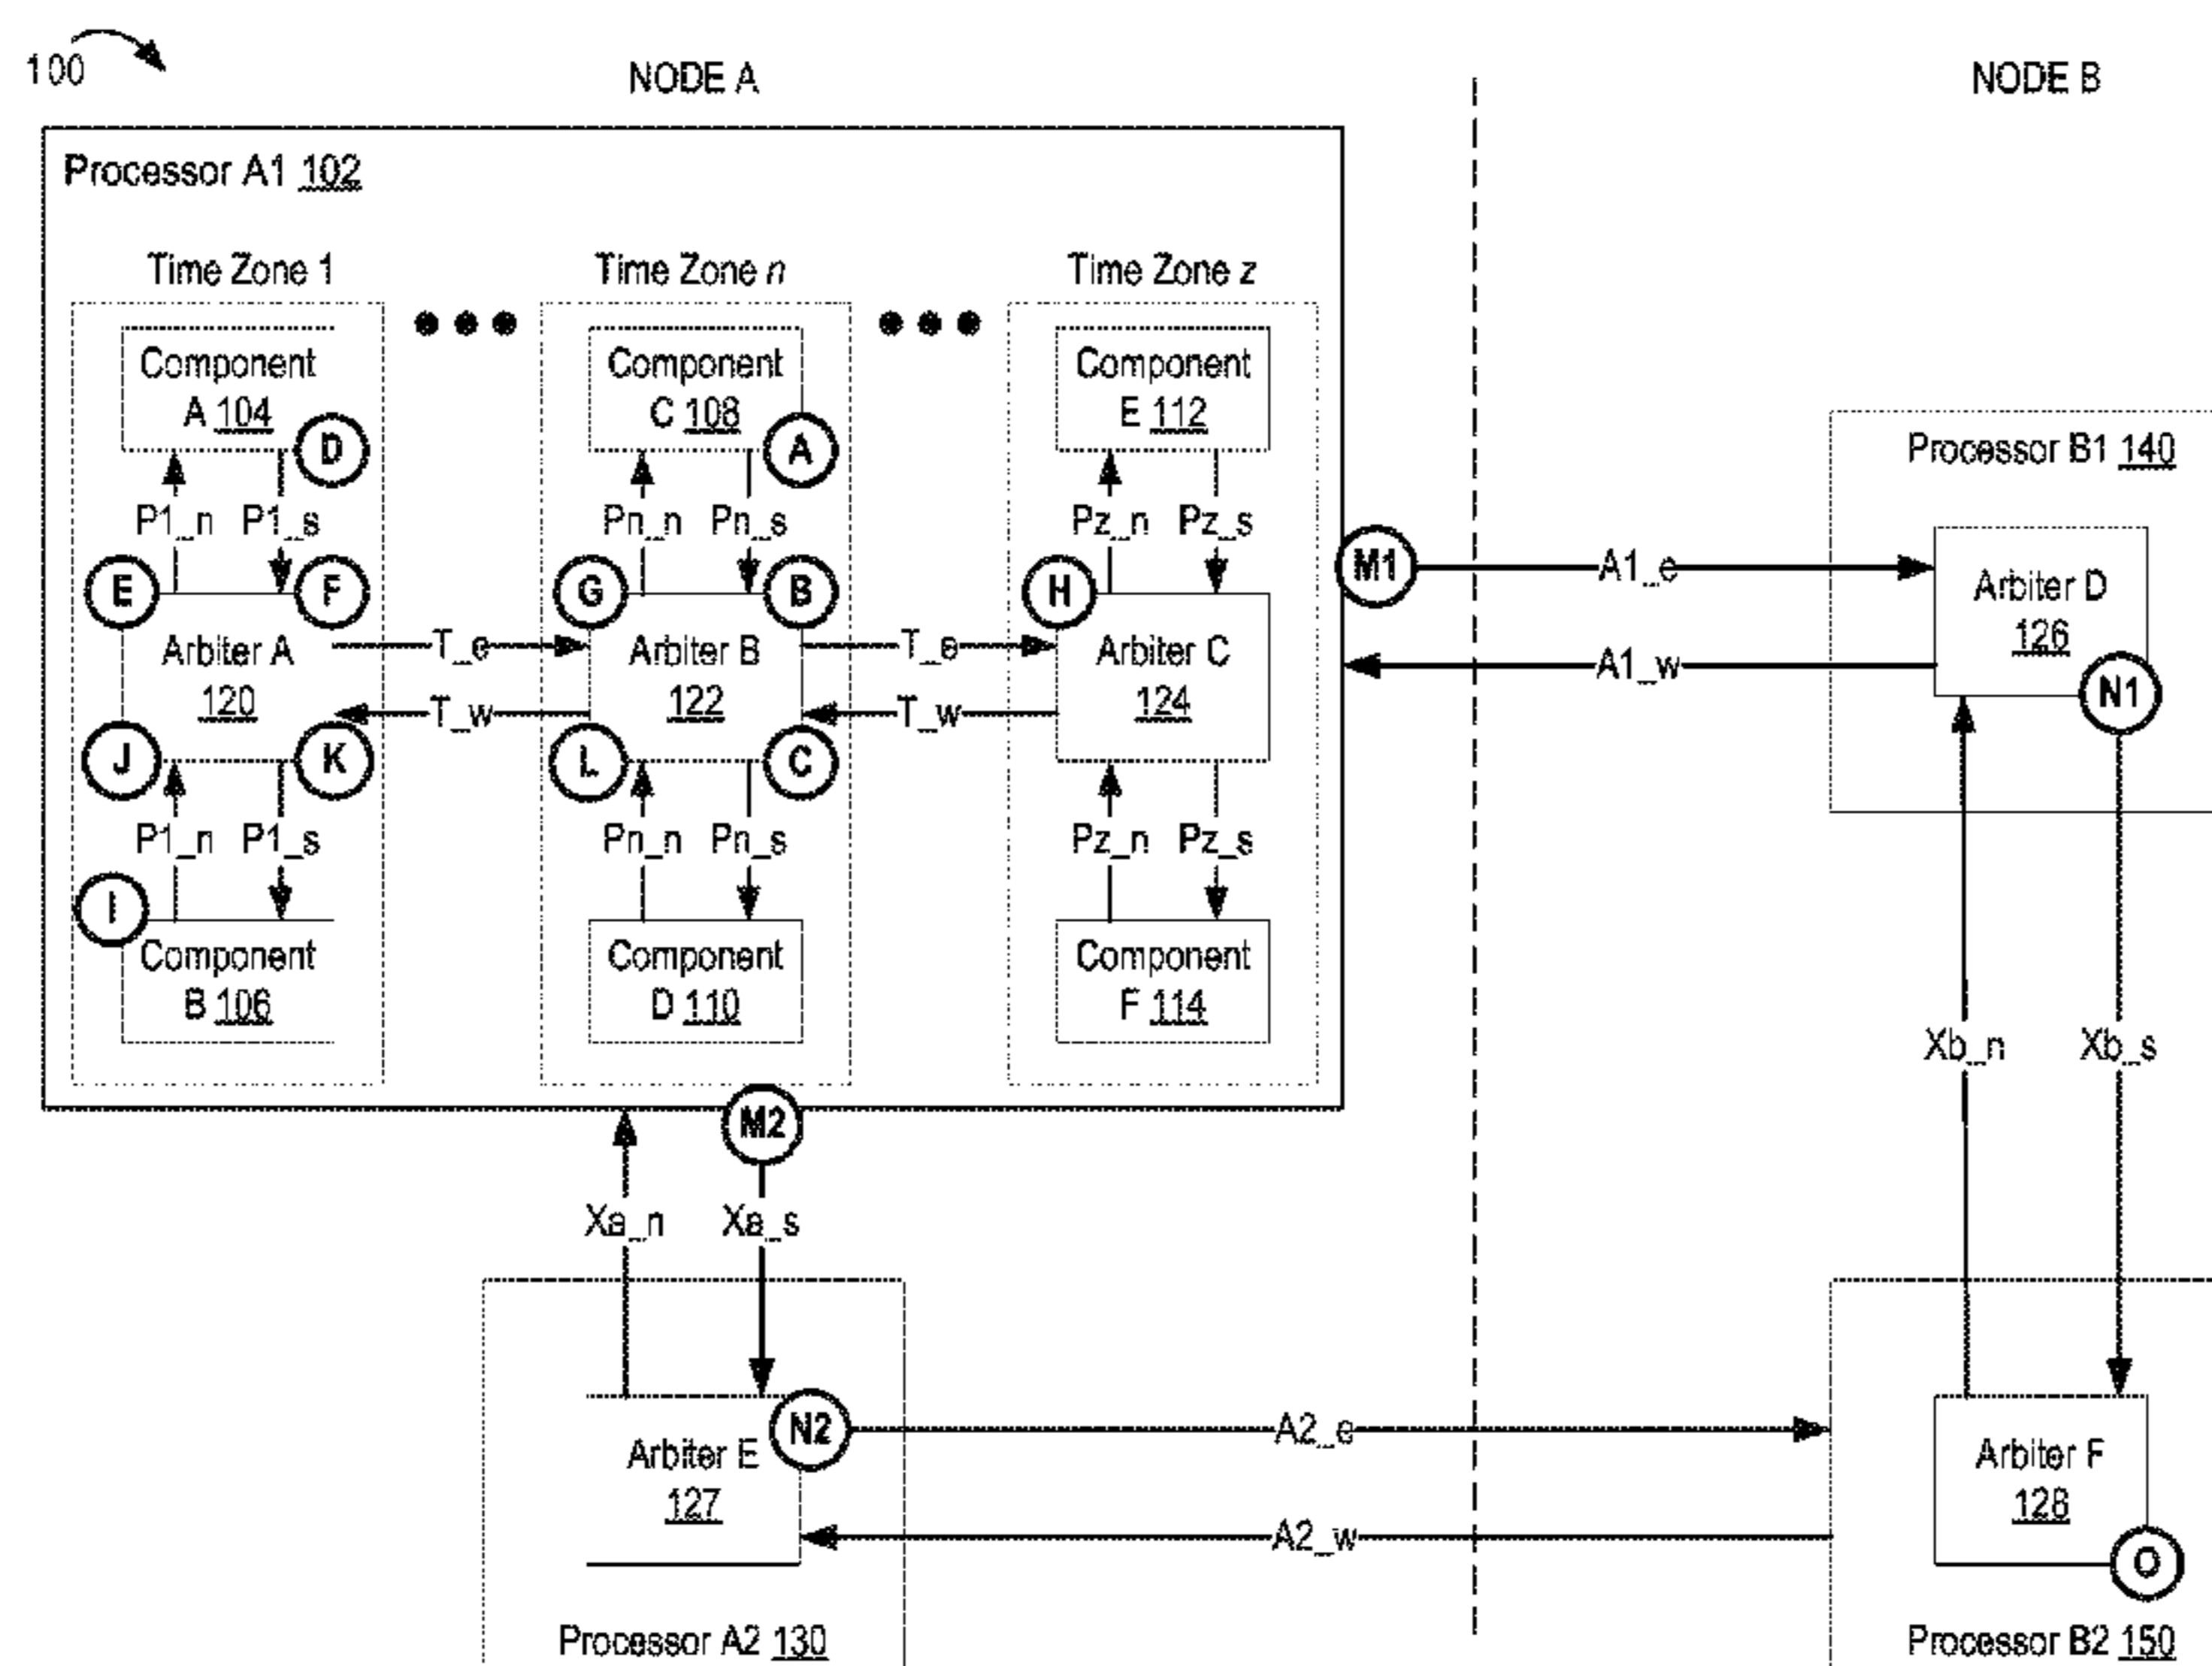 100
NODE A
NODE B
Processor A1 102
Time Zone 1
Time Zone n
Time Zone z
Component
A 104
Component
C 108
Component
E 112
D
A
Processor B1 140
P1_n
P1_s
Pn_n
Pn_s
Pz_n
Pz_s
E
F
G
B
H
M1
A1_e
Arbiter D
126
Arbiter A
120
T_e
Arbiter B
122
T_e
Arbiter C
124
A1_w
T_w
T_w
N1
J
K
L
C
P1_n
P1_s
Pn_n
Pn_s
Pz_n
Pz_s
I
Component
B 106
Component
D 110
Component
F 114
Xb_n
Xb_s
M2
Xa_n
Xa_s
N2
A2_e
Arbiter E
127
Arbiter F
128
A2_w
O
Processor A2 130
Processor B2 150